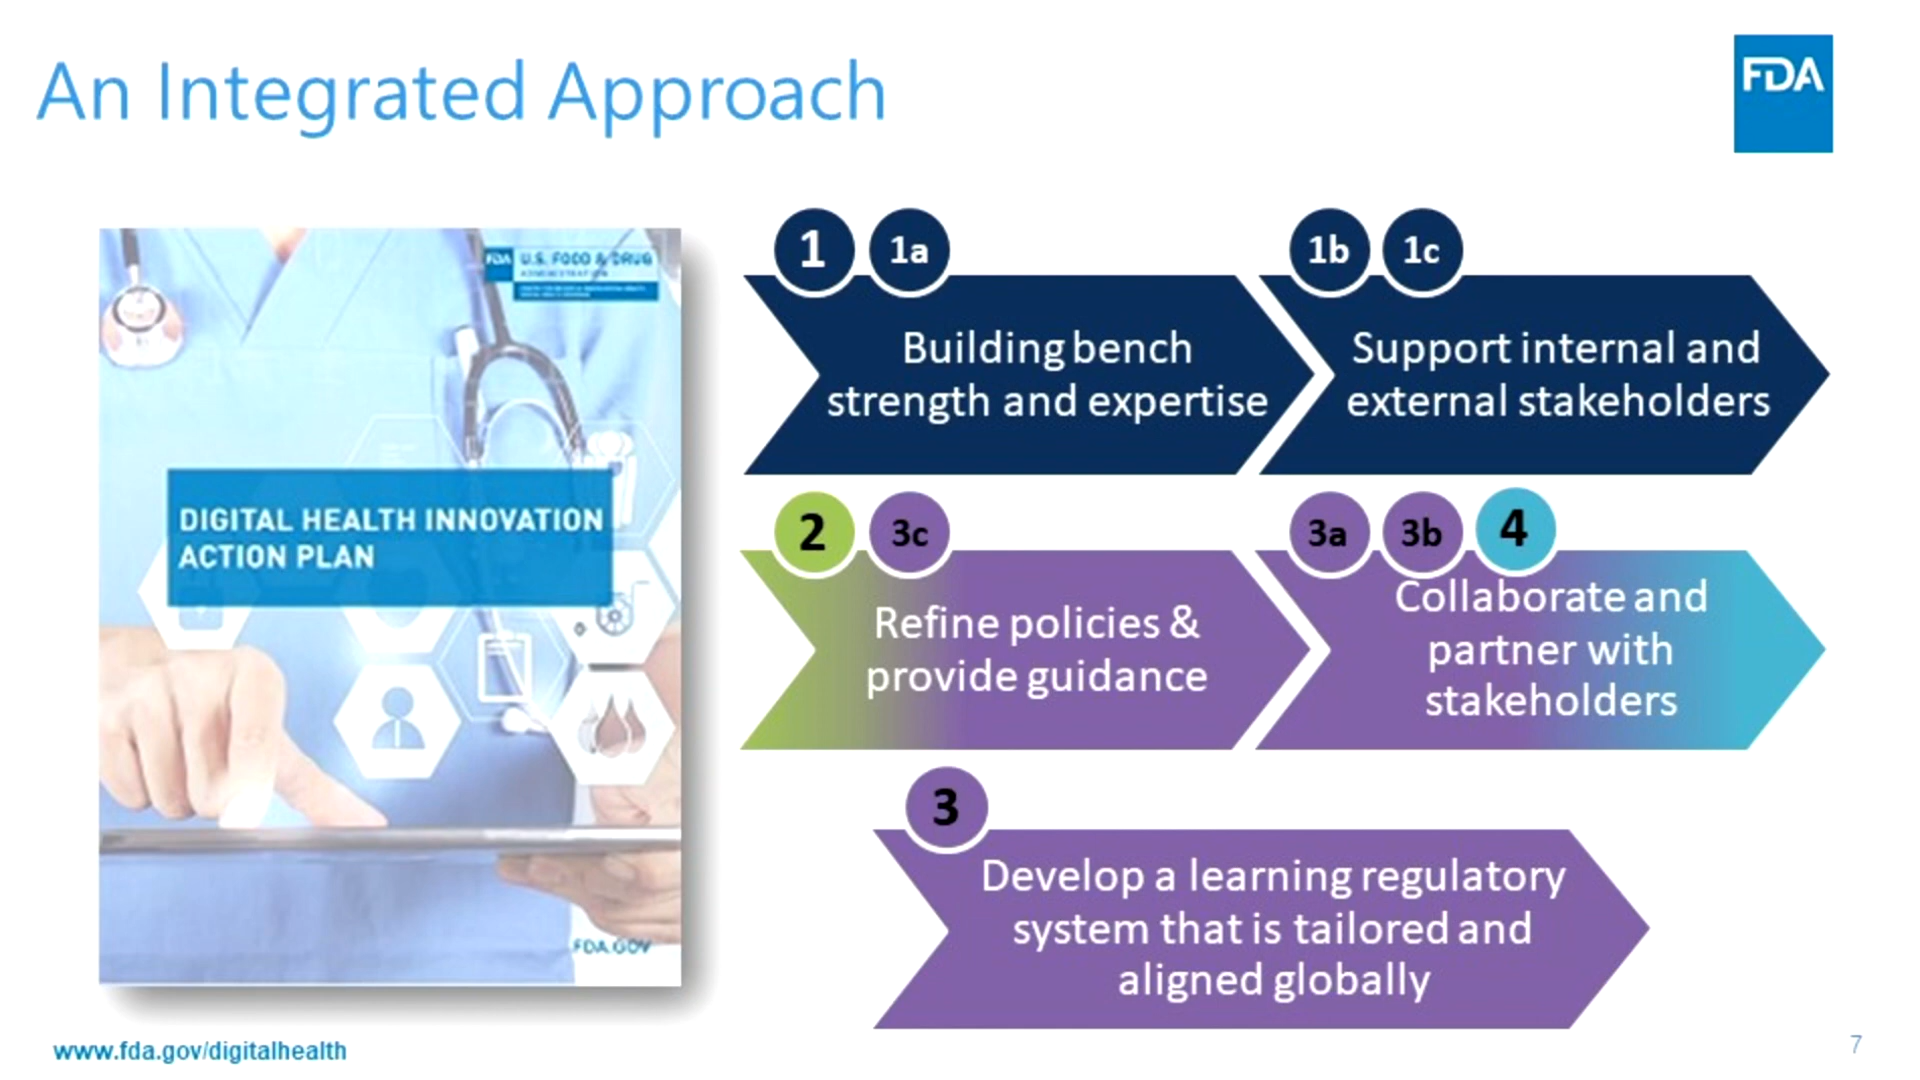 An Integrated Approach
FDA
FDA U.S. FOOD & DRUG
ADMINISTRATION
DIGITAL HEALTH INNOVATION
ACTION PLAN
FDA.GOV
1 1a
Building bench
strength and expertise
1b 1c
Support internal and
external stakeholders
2 3c
Refine policies &
provide guidance
3a 3b 4
Collaborate and
partner with
stakeholders
3
Develop a learning regulatory
system that is tailored and
aligned globally
www.fda.gov/digitalhealth
7